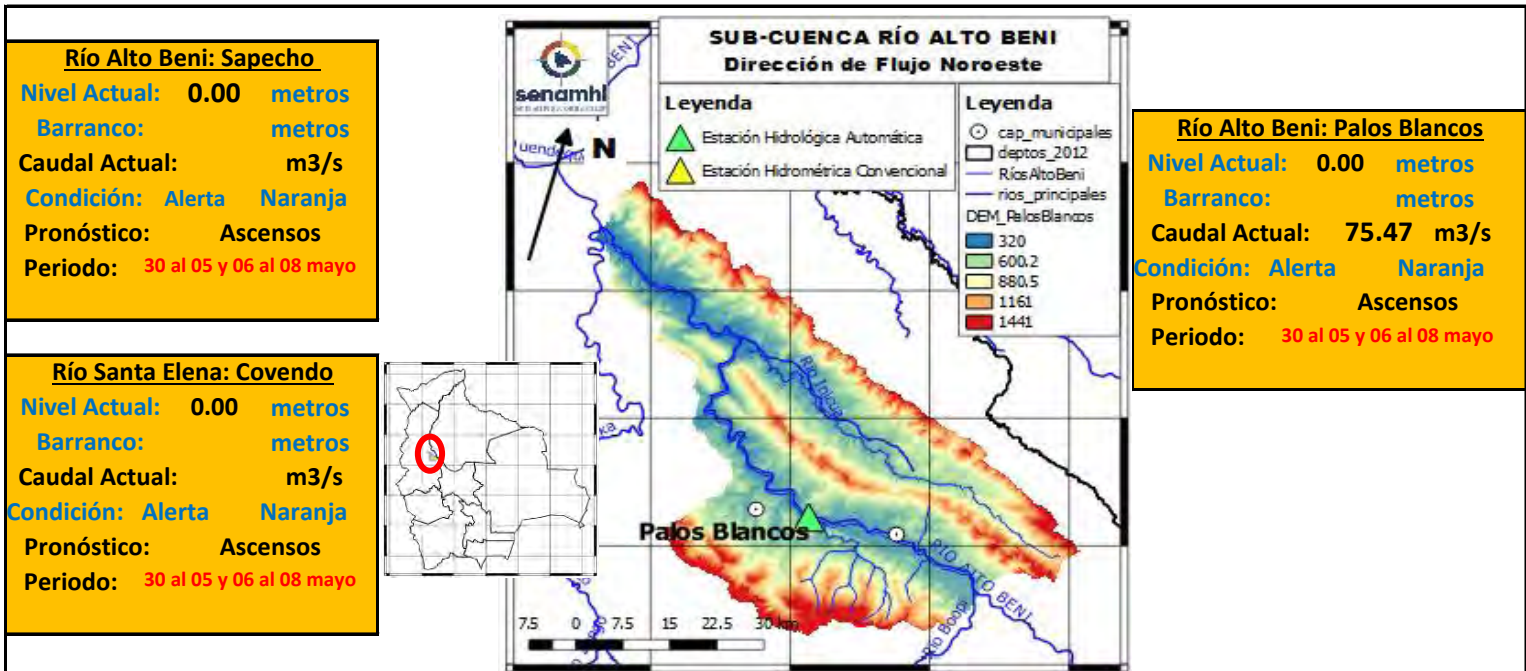 Río Alto Beni: Sapecho
Nivel Actual: 0.00 metros
Barranco: metros
Caudal Actual: m3/s
Condición: Alerta Naranja
Pronóstico: Ascensos
Periodo: 30 al 05 y 06 al 08 mayo
Río Santa Elena: Covendo
Nivel Actual: 0.00 metros
Barranco: metros
Caudal Actual: m3/s
Condición: Alerta Naranja
Pronóstico: Ascensos
Periodo: 30 al 05 y 06 al 08 mayo
senamhi
SUB-CUENCA RÍO ALTO BENI
Dirección de Flujo Noroeste
Leyenda
Estación Hidrológica Automática
Estación Hidrométrica Convencional
Leyenda
cap_municipales
deptos_2012
RíosAltoBeni
rios_principales
DEM_PalosBlancos
320
600.2
880.5
1161
1441
BENI
N
Río Inicua
Palos Blancos
RÍO ALTO BENI
Río Boopi
7.5 0 7.5 15 22.5 30 km
Río Alto Beni: Palos Blancos
Nivel Actual: 0.00 metros
Barranco: metros
Caudal Actual: 75.47 m3/s
Condición: Alerta Naranja
Pronóstico: Ascensos
Periodo: 30 al 05 y 06 al 08 mayo